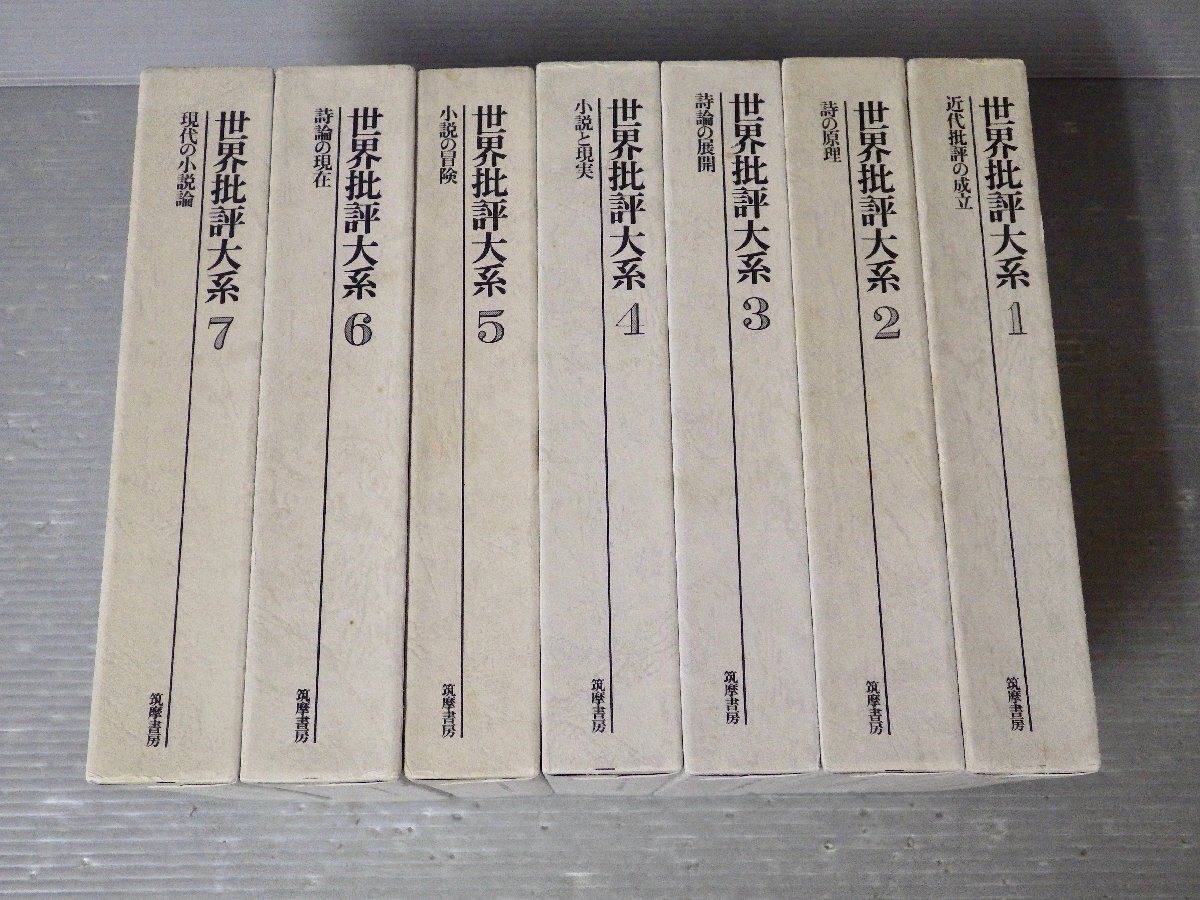 世界批評大系 1
近代批評の成立
筑摩書房
世界批評大系 2
詩の原理
筑摩書房
世界批評大系 3
詩論の展開
筑摩書房
世界批評大系 4
小説と現実
筑摩書房
世界批評大系 5
小説の冒険
筑摩書房
世界批評大系 6
詩論の現在
筑摩書房
世界批評大系 7
現代の小説論
筑摩書房